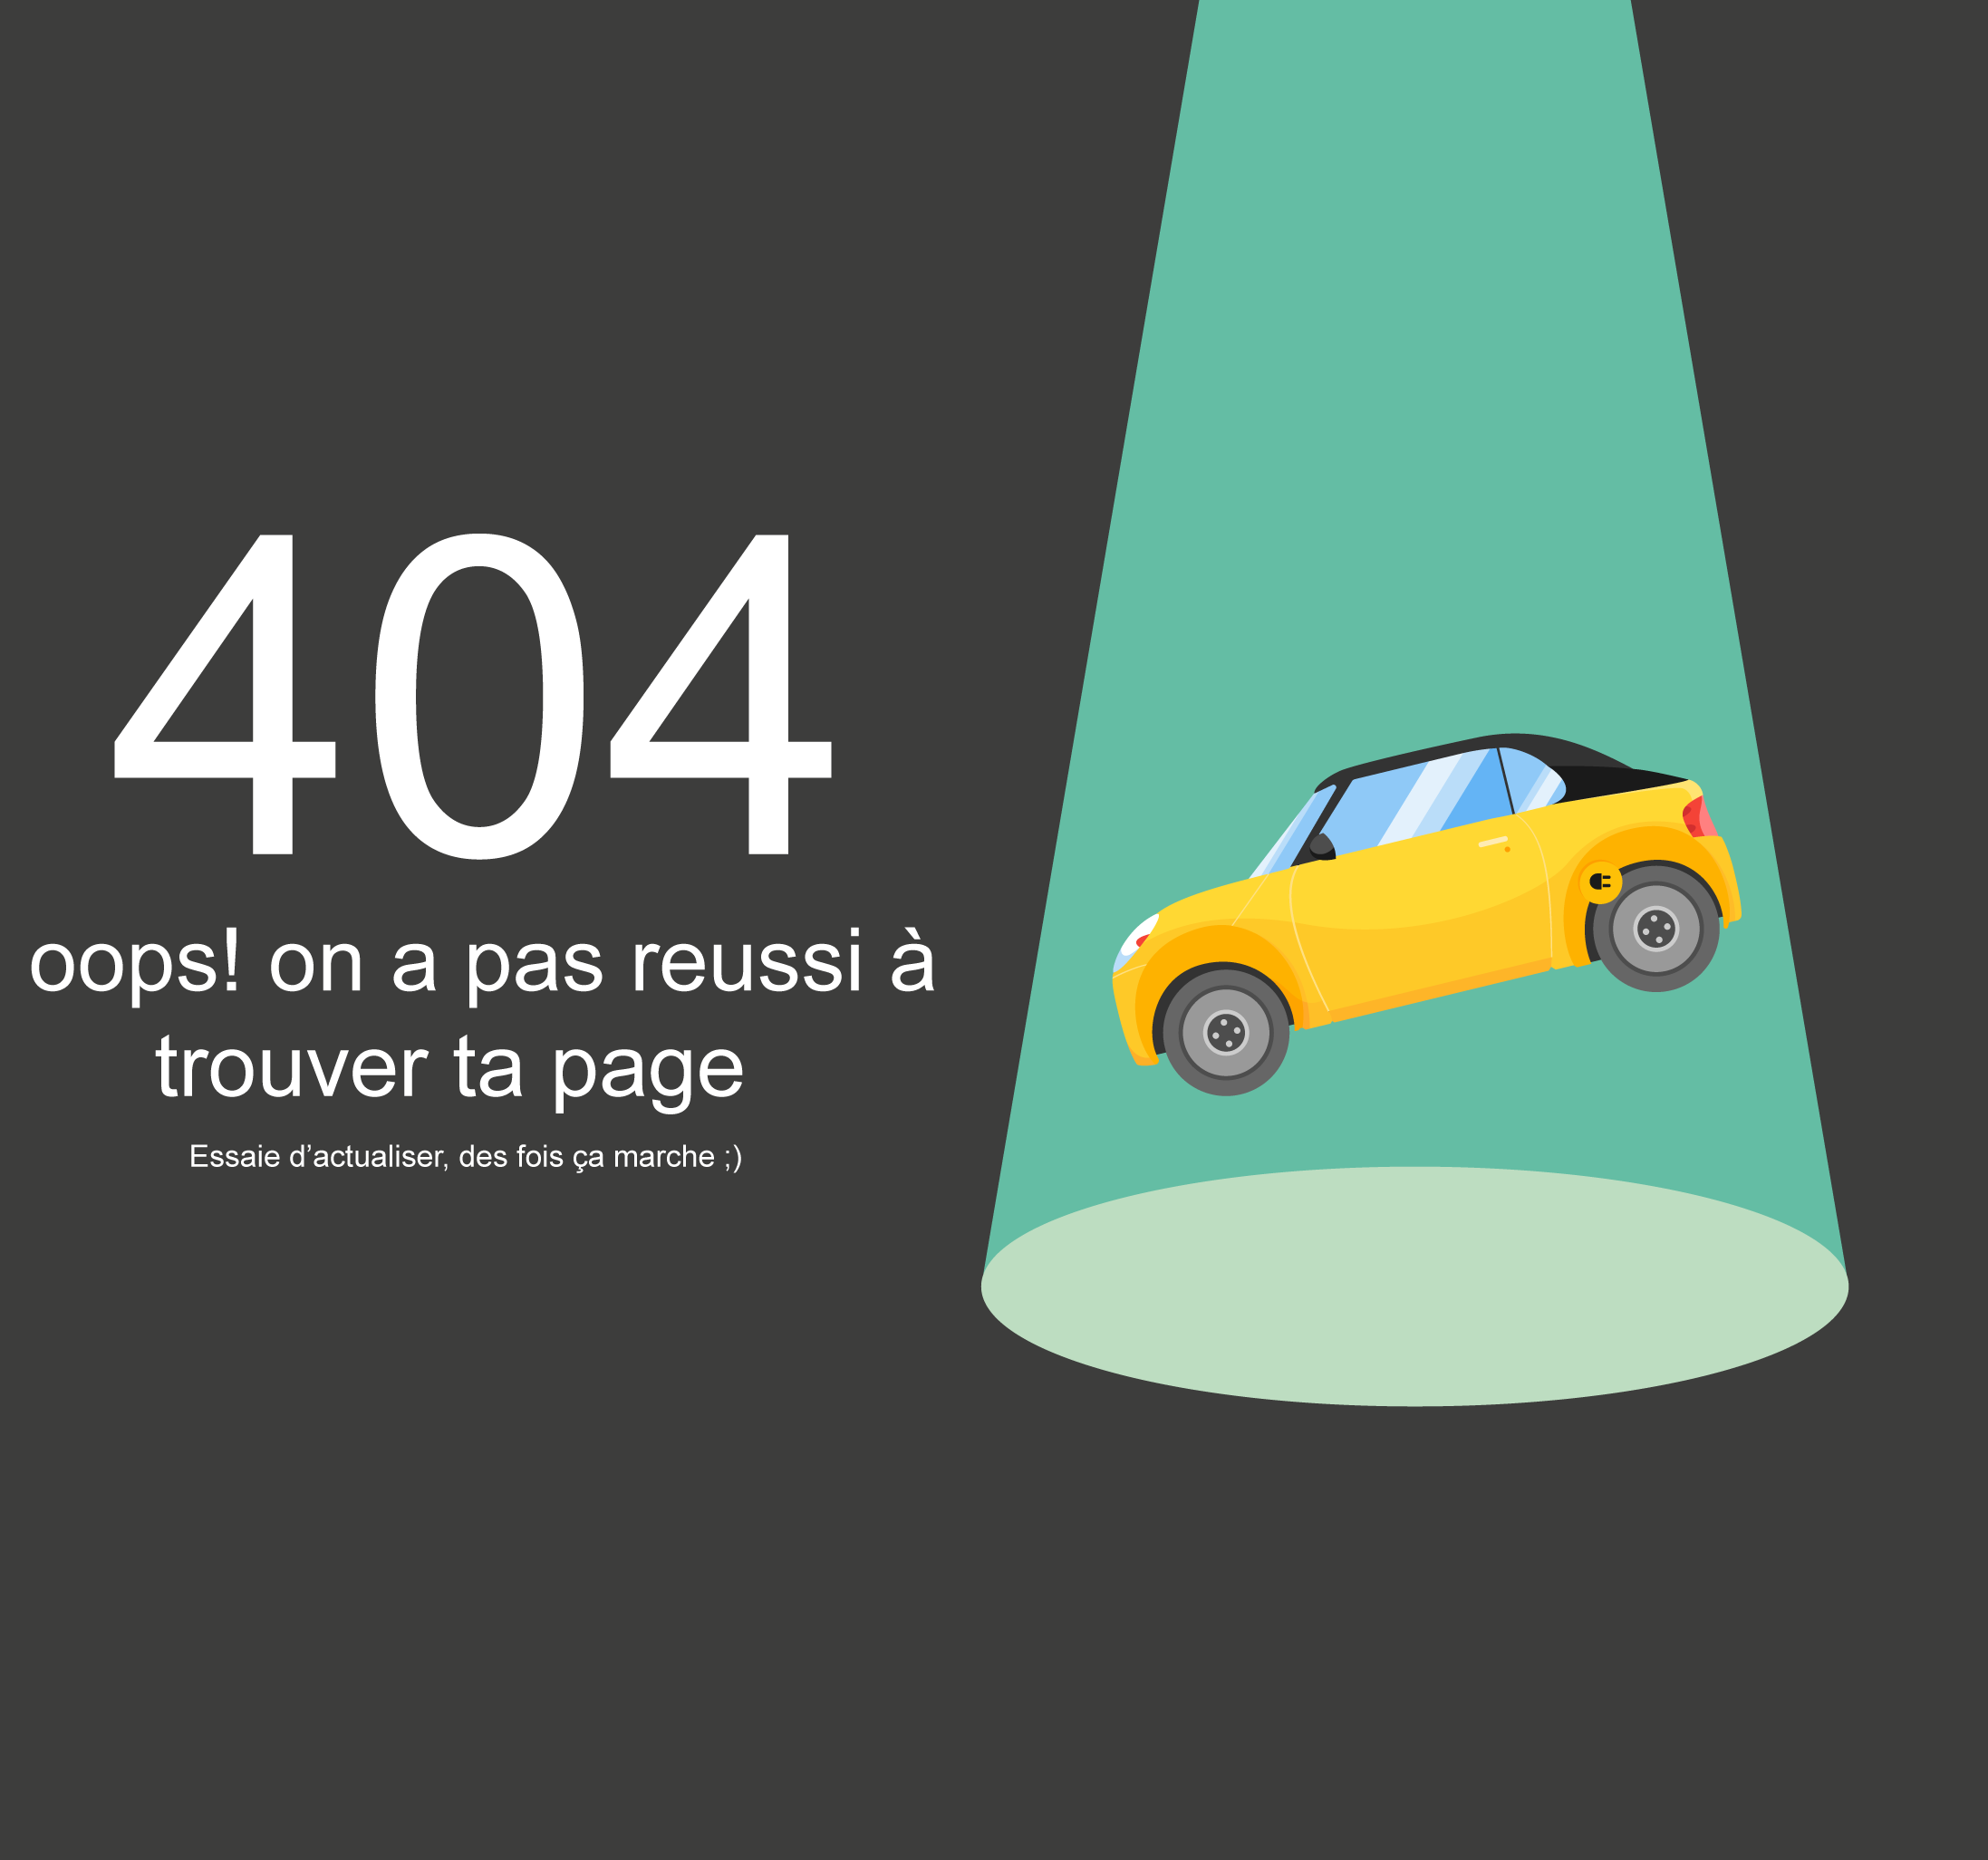 404
oops! on a pas reussi à
trouver ta page
Essaie d’actualiser, des fois ça marche ;)